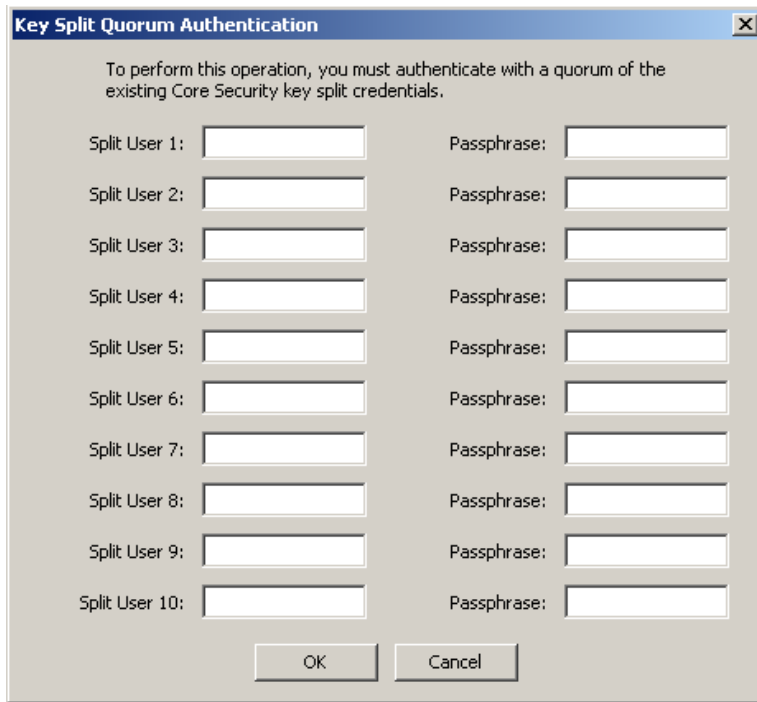 Key Split Quorum Authentication
To perform this operation, you must authenticate with a quorum of the
existing Core Security key split credentials.
Split User 1: Passphrase:
Split User 2: Passphrase:
Split User 3: Passphrase:
Split User 4: Passphrase:
Split User 5: Passphrase:
Split User 6: Passphrase:
Split User 7: Passphrase:
Split User 8: Passphrase:
Split User 9: Passphrase:
Split User 10: Passphrase:
OK Cancel